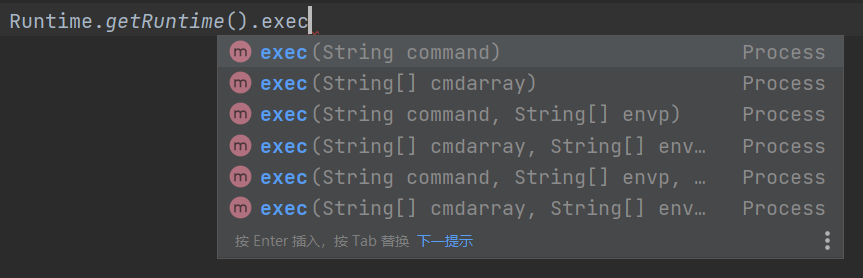 Runtime.getRuntime().exec
m exec(String command) Process
m exec(String[] cmdarray) Process
m exec(String command, String[] envp) Process
m exec(String[] cmdarray, String[] env… Process
m exec(String command, String[] envp, … Process
m exec(String[] cmdarray, String[] env… Process
按 Enter 插入，按 Tab 替换 下一提示